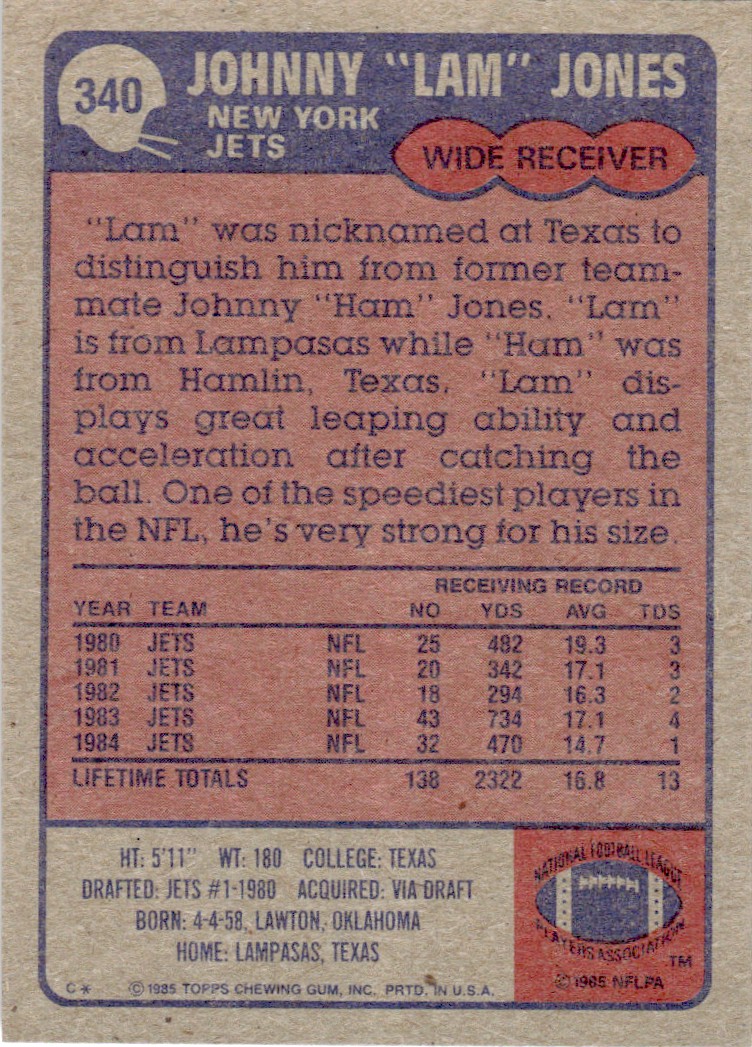 340
JOHNNY "LAM" JONES
NEW YORK
JETS
WIDE RECEIVER
"Lam" was nicknamed at Texas to
distinguish him from former team-
mate Johnny "Ham" Jones. "Lam"
is from Lampasas while "Ham" was
from Hamlin, Texas. "Lam" dis-
plays great leaping ability and
acceleration after catching the
ball. One of the speediest players in
the NFL, he's very strong for his size.
RECEIVING RECORD
YEAR TEAM NO YDS AVG TDS
1980 JETS NFL 25 482 19.3 3
1981 JETS NFL 20 342 17.1 3
1982 JETS NFL 18 294 16.3 2
1983 JETS NFL 43 734 17.1 4
1984 JETS NFL 32 470 14.7 1
LIFETIME TOTALS 138 2322 16.8 13
HT: 5'11" WT: 180 COLLEGE: TEXAS
DRAFTED: JETS #1-1980 ACQUIRED: VIA DRAFT
BORN: 4-4-58, LAWTON, OKLAHOMA
HOME: LAMPASAS, TEXAS
C* © 1985 TOPPS CHEWING GUM, INC. PRTD. IN U.S.A.
NATIONAL FOOTBALL LEAGUE
PLAYERS ASSOCIATION
TM
© 1985 NFLPA